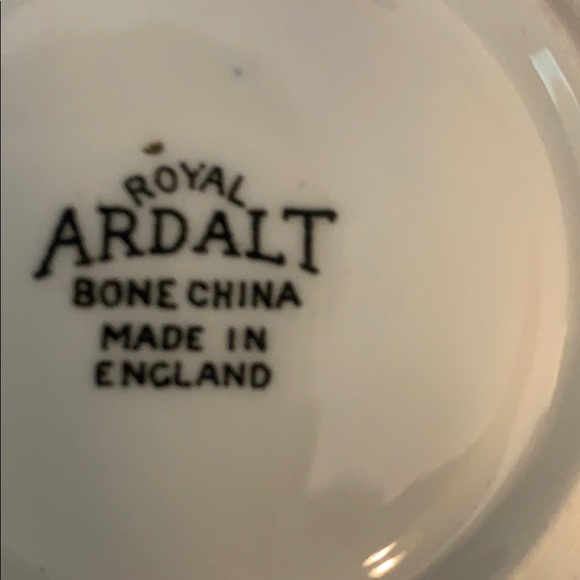 ROYAL
ARDALT
BONE CHINA
MADE IN
ENGLAND